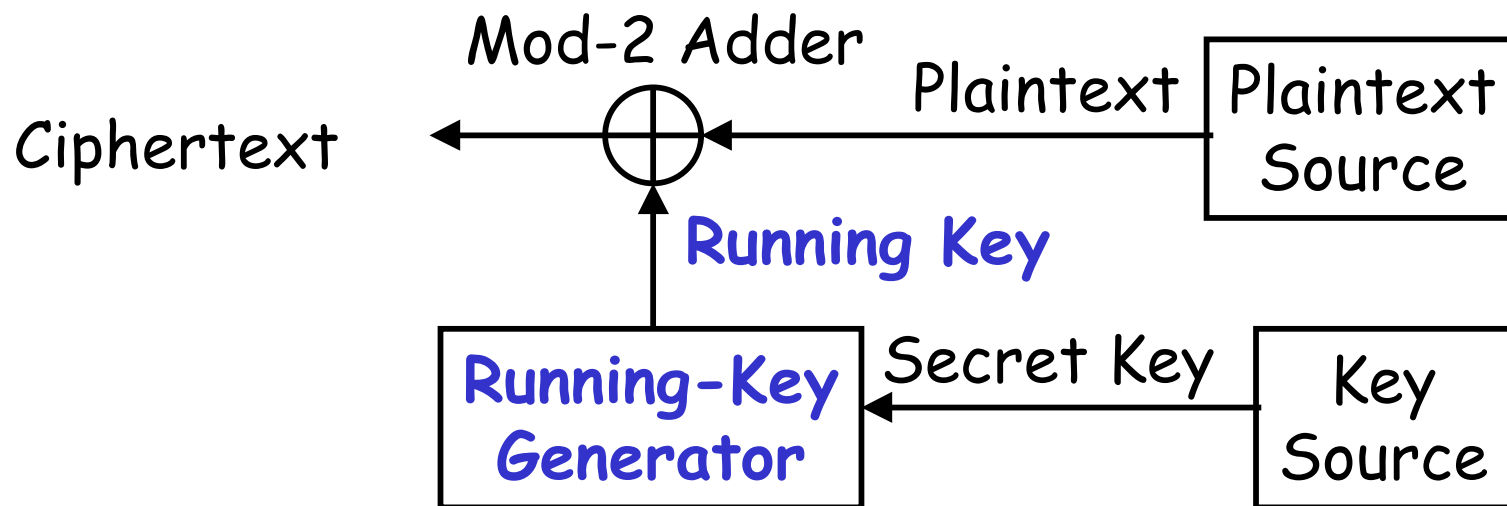 Mod-2 Adder
Plaintext
Plaintext
Source
Ciphertext
Running Key
Secret Key
Running-Key
Generator
Key
Source